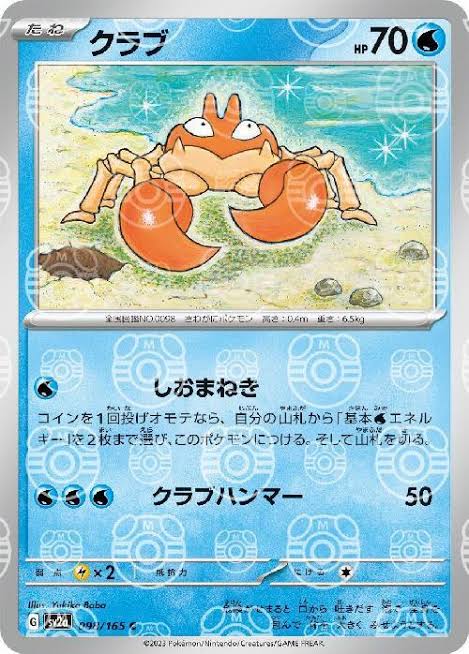 たね
クラブ
HP70
全国図鑑NO.0098 さわがにポケモン 高さ:0.4m 重さ:6.5kg
しおまねき
コインを1回投げオモテなら、自分の山札から「基本エネル
ギー」を2枚まで選び、このポケモンにつける。そして山札を切る。
クラブハンマー 50
弱点 ×2 抵抗力 にげる
Illus. Yukiko Baba
G sv2a 098/165 C
©2023 Pokémon/Nintendo/Creatures/GAME FREAK.